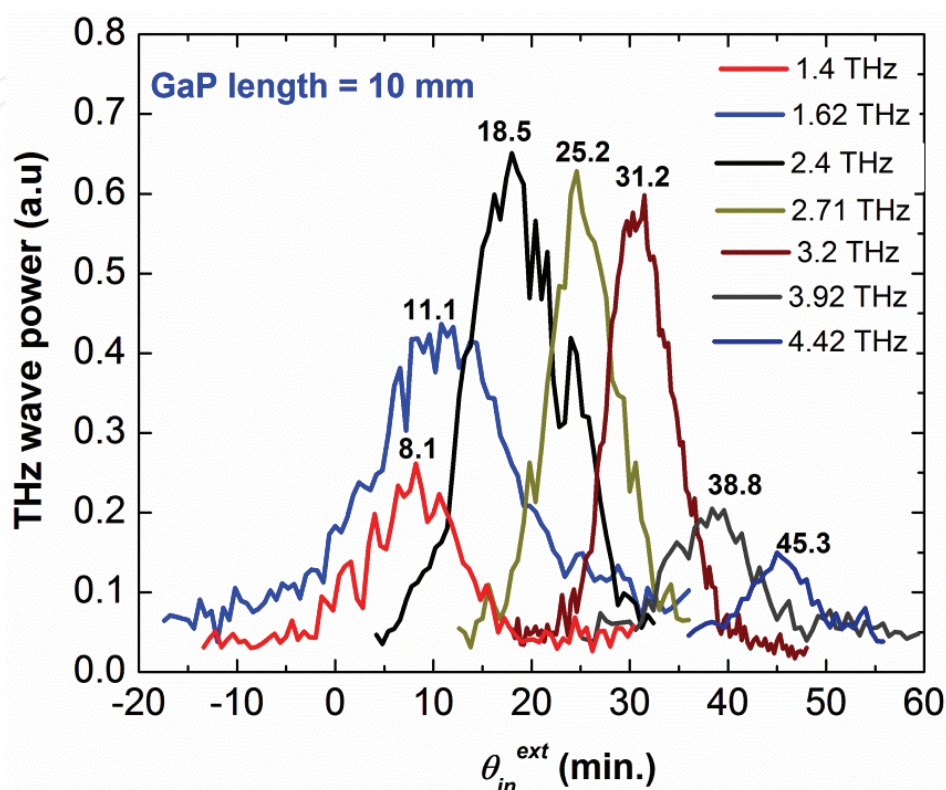 GaP length = 10 mm
1.4 THz
1.62 THz
2.4 THz
2.71 THz
3.2 THz
3.92 THz
4.42 THz
18.5
25.2
31.2
11.1
8.1
38.8
45.3
THz wave power (a.u)
0.8
0.7
0.6
0.5
0.4
0.3
0.2
0.1
0.0
-20 -10 0 10 20 30 40 50 60
θin ext (min.)